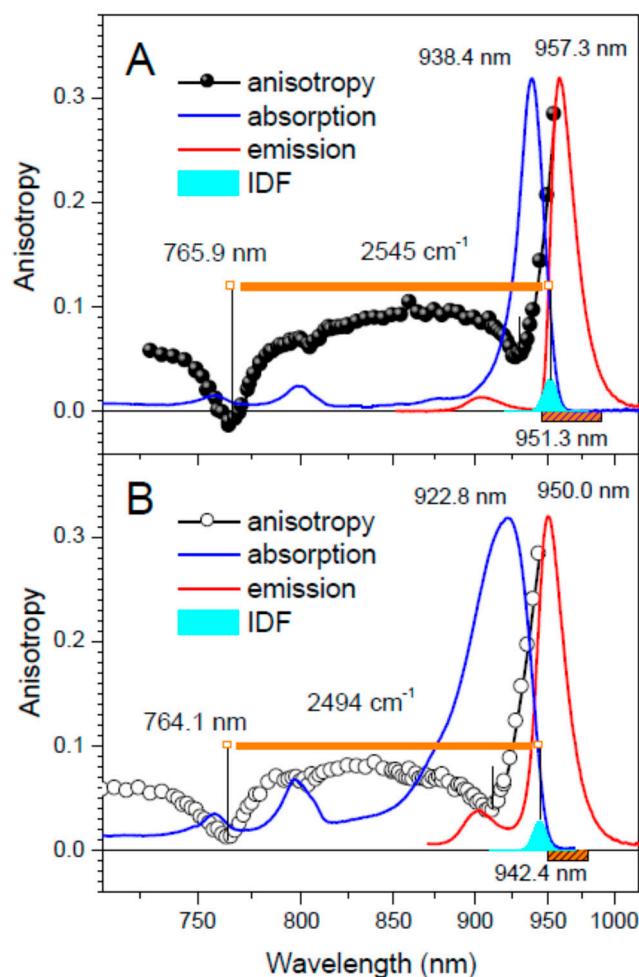 938.4 nm 957.3 nm
A
anisotropy
absorption
emission
IDF
765.9 nm 2545 cm⁻¹
Anisotropy
0.3
0.2
0.1
0.0
951.3 nm
B
922.8 nm 950.0 nm
anisotropy
absorption
emission
IDF
764.1 nm 2494 cm⁻¹
Anisotropy
0.3
0.2
0.1
0.0
942.4 nm
750 800 850 900 950 1000
Wavelength (nm)